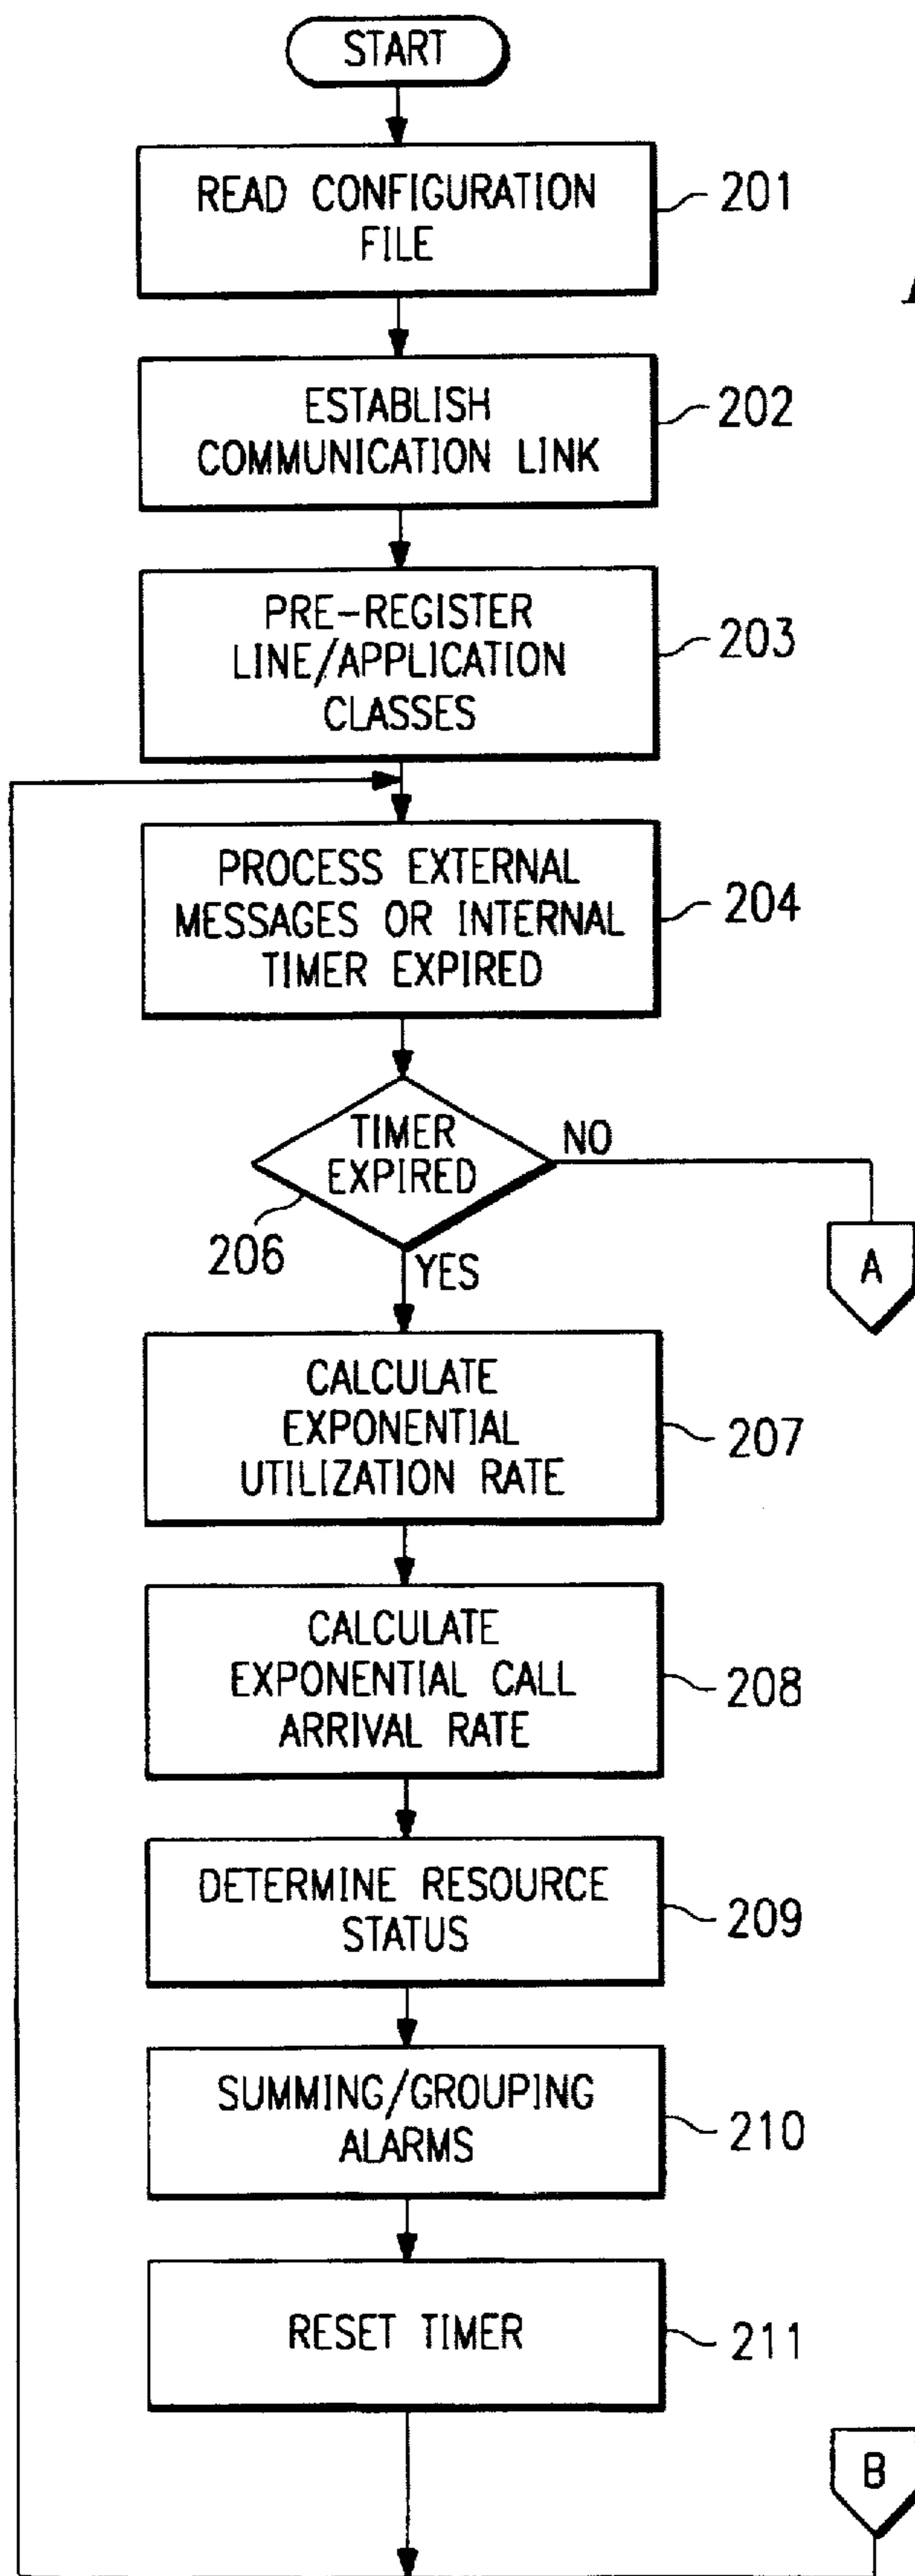 START
READ CONFIGURATION
FILE
201
ESTABLISH
COMMUNICATION LINK
202
PRE-REGISTER
LINE/APPLICATION
CLASSES
203
PROCESS EXTERNAL
MESSAGES OR INTERNAL
TIMER EXPIRED
204
TIMER
EXPIRED
NO
206
YES
A
CALCULATE
EXPONENTIAL
UTILIZATION RATE
207
CALCULATE
EXPONENTIAL CALL
ARRIVAL RATE
208
DETERMINE RESOURCE
STATUS
209
SUMMING/GROUPING
ALARMS
210
RESET TIMER
211
B